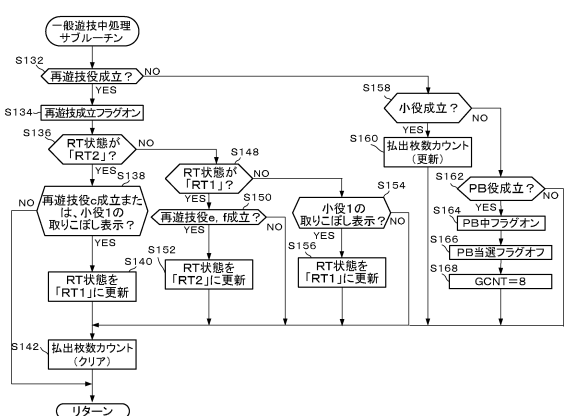 一般遊技中処理
サブルーチン
S132
再遊技役成立？
NO
YES
S134
再遊技成立フラグオン
S136
RT状態が
「RT2」？
NO
YES
S138
NO
再遊技役c成立また
は、小役1の
取りこぼし表示？
YES
S140
RT状態を
「RT1」に更新
S142
払出枚数カウント
（クリア）
リターン
S148
RT状態が
「RT1」？
NO
YES
S150
再遊技役e, f成立？
NO
YES
S152
RT状態を
「RT2」に更新
S154
小役1の
取りこぼし表示？
NO
YES
S156
RT状態を
「RT1」に更新
S158
小役成立？
NO
YES
S160
払出枚数カウント
（更新）
S162
PB役成立？
NO
YES
S164
PB中フラグオン
S166
PB当選フラグオフ
S168
GCNT=8